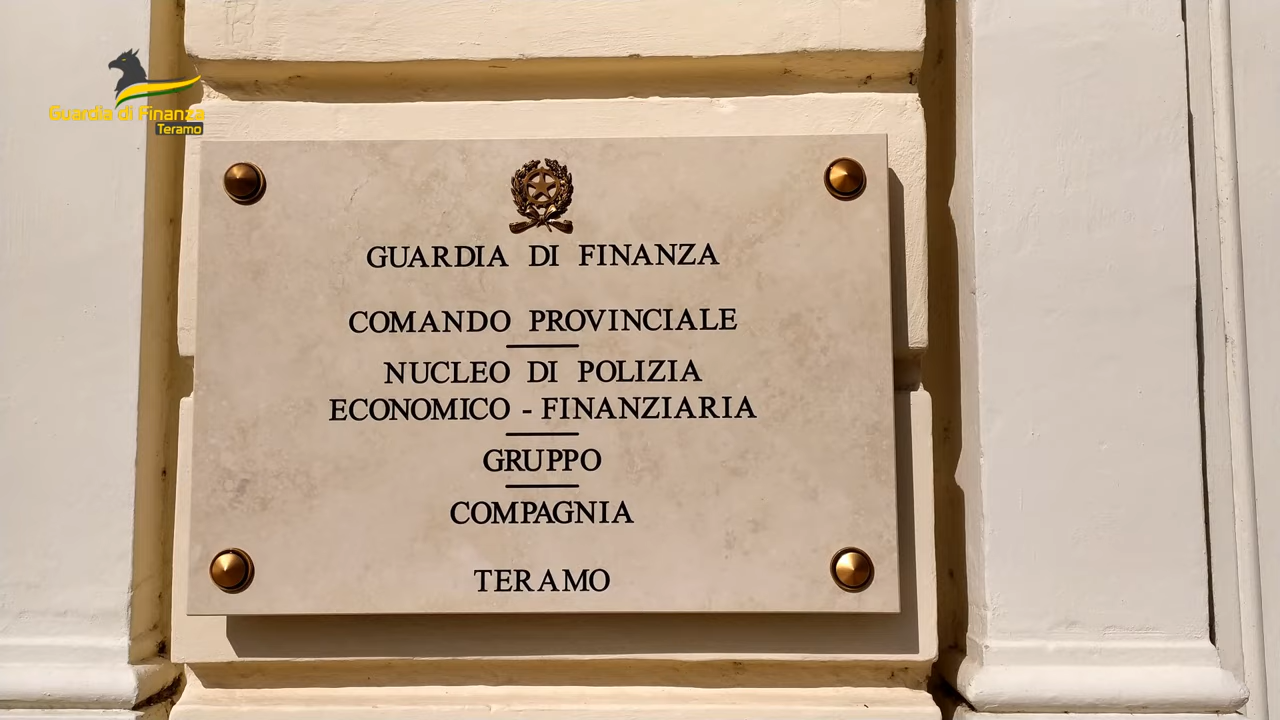 Guardia di Finanza
Teramo
GUARDIA DI FINANZA
COMANDO PROVINCIALE
NUCLEO DI POLIZIA
ECONOMICO - FINANZIARIA
GRUPPO
COMPAGNIA
TERAMO